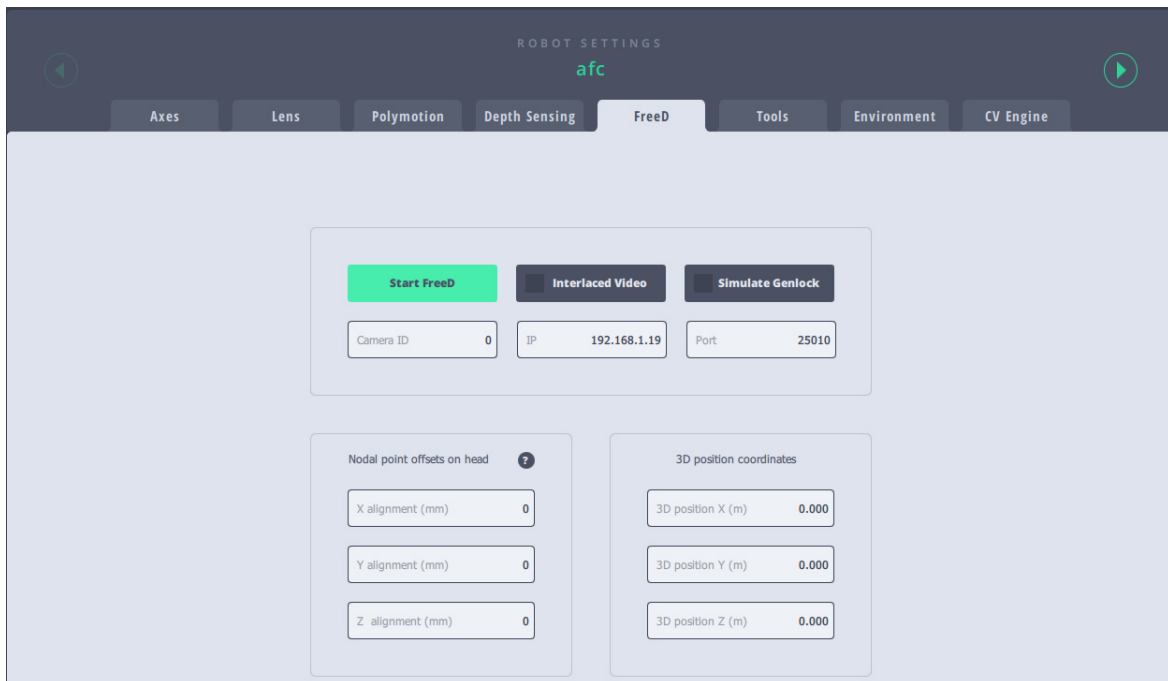 ROBOT SETTINGS
afc
Axes Lens Polymotion Depth Sensing FreeD Tools Environment CV Engine
Start FreeD Interlaced Video Simulate Genlock
Camera ID 0 IP 192.168.1.19 Port 25010
Nodal point offsets on head ?
X alignment (mm) 0
Y alignment (mm) 0
Z alignment (mm) 0
3D position coordinates
3D position X (m) 0.000
3D position Y (m) 0.000
3D position Z (m) 0.000